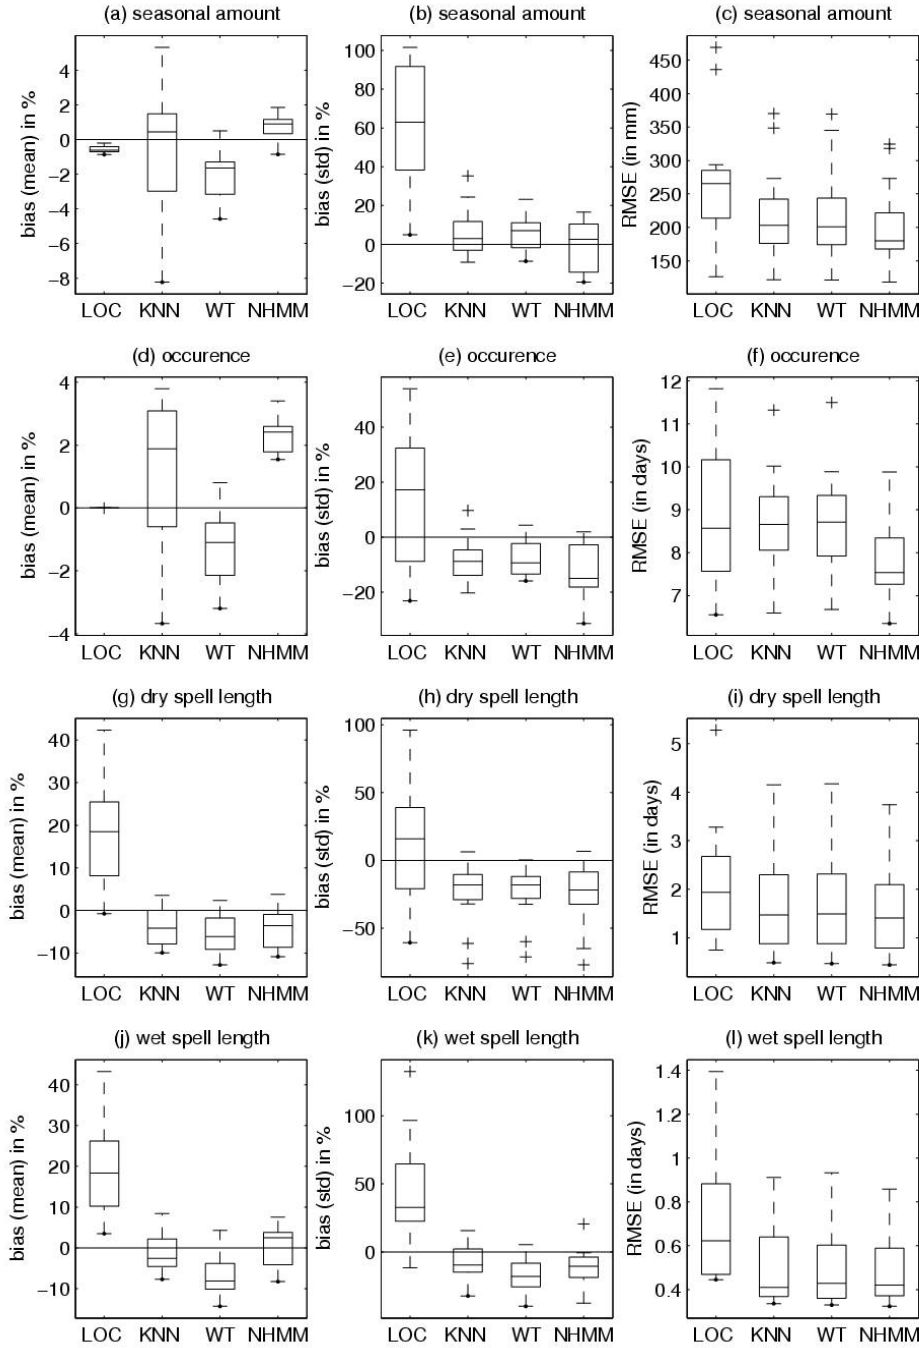 (a) seasonal amount
(b) seasonal amount
(c) seasonal amount
bias (mean) in %
4
2
0
−2
−4
−6
−8
LOC KNN WT NHMM
bias (std) in %
100
80
60
40
20
0
−20
LOC KNN WT NHMM
RMSE (in mm)
450
400
350
300
250
200
150
LOC KNN WT NHMM
(d) occurence
(e) occurence
(f) occurence
bias (mean) in %
4
2
0
−2
−4
LOC KNN WT NHMM
bias (std) in %
40
20
0
−20
LOC KNN WT NHMM
RMSE (in days)
12
11
10
9
8
7
LOC KNN WT NHMM
(g) dry spell length
(h) dry spell length
(i) dry spell length
bias (mean) in %
40
30
20
10
0
−10
LOC KNN WT NHMM
bias (std) in %
100
50
0
−50
LOC KNN WT NHMM
RMSE (in days)
5
4
3
2
1
LOC KNN WT NHMM
(j) wet spell length
(k) wet spell length
(l) wet spell length
bias (mean) in %
40
30
20
10
0
−10
LOC KNN WT NHMM
bias (std) in %
100
50
0
LOC KNN WT NHMM
RMSE (in days)
1.4
1.2
1
0.8
0.6
0.4
LOC KNN WT NHMM